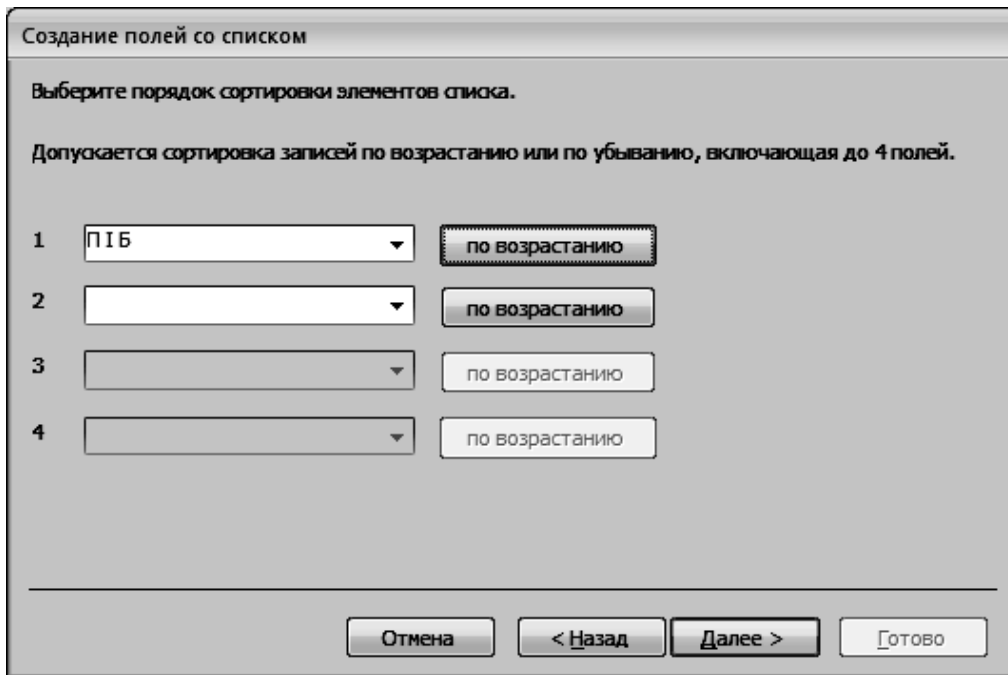 Создание полей со списком
Выберите порядок сортировки элементов списка.
Допускается сортировка записей по возрастанию или по убыванию, включающая до 4 полей.
1 ПІБ по возрастанию
2 по возрастанию
3 по возрастанию
4 по возрастанию
Отмена < Назад Далее > Готово